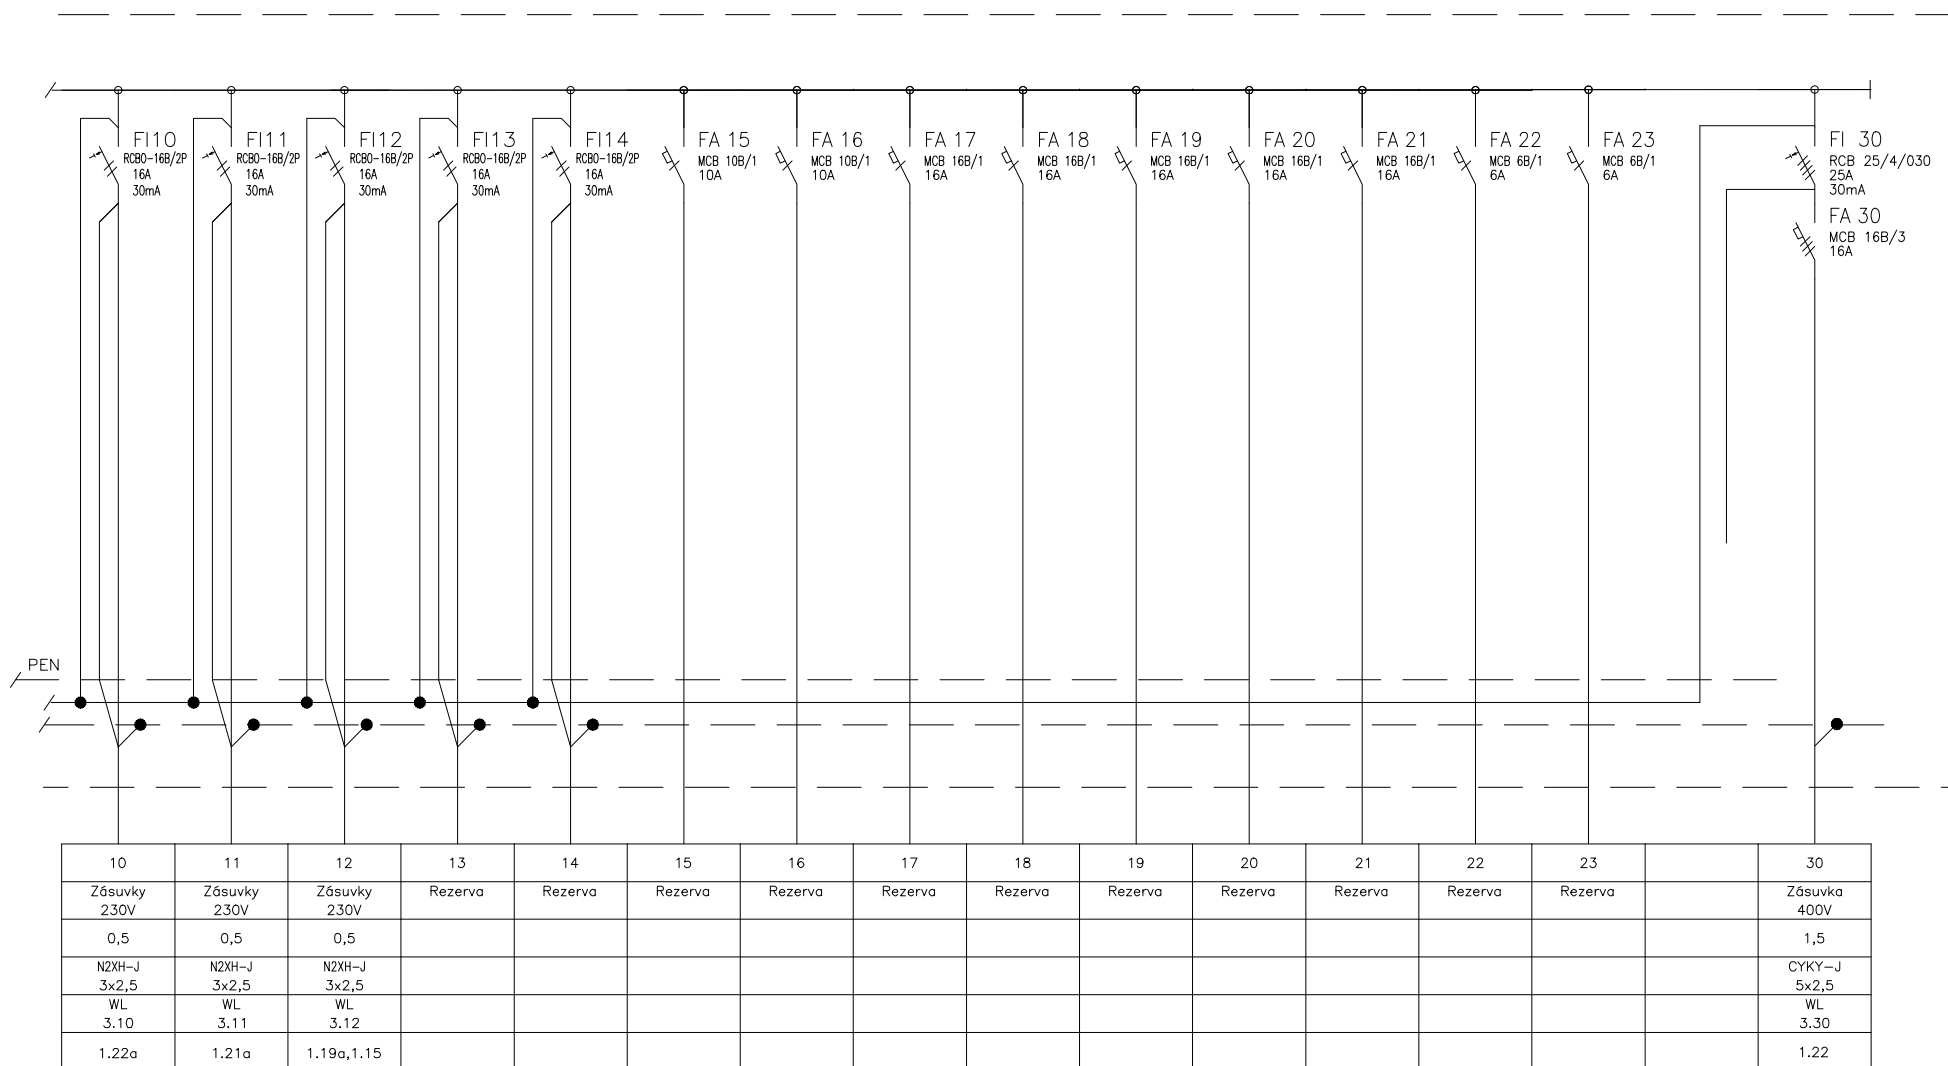 FI10
RCBO-16B/2P
16A
30mA
FI11
RCBO-16B/2P
16A
30mA
FI12
RCBO-16B/2P
16A
30mA
FI13
RCBO-16B/2P
16A
30mA
FI14
RCBO-16B/2P
16A
30mA
FA 15
MCB 10B/1
10A
FA 16
MCB 10B/1
10A
FA 17
MCB 16B/1
16A
FA 18
MCB 16B/1
16A
FA 19
MCB 16B/1
16A
FA 20
MCB 16B/1
16A
FA 21
MCB 16B/1
16A
FA 22
MCB 6B/1
6A
FA 23
MCB 6B/1
6A
FI 30
RCB 25/4/030
25A
30mA
FA 30
MCB 16B/3
16A
PEN
10 11 12 13 14 15 16 17 18 19 20 21 22 23 30
Zásuvky Zásuvky Zásuvky Rezerva Rezerva Rezerva Rezerva Rezerva Rezerva Rezerva Rezerva Rezerva Rezerva Rezerva Zásuvka
230V 230V 230V 400V
0,5 0,5 0,5 1,5
N2XH-J N2XH-J N2XH-J CYKY-J
3x2,5 3x2,5 3x2,5 5x2,5
WL WL WL WL
3.10 3.11 3.12 3.30
1.22a 1.21a 1.19a,1.15 1.22